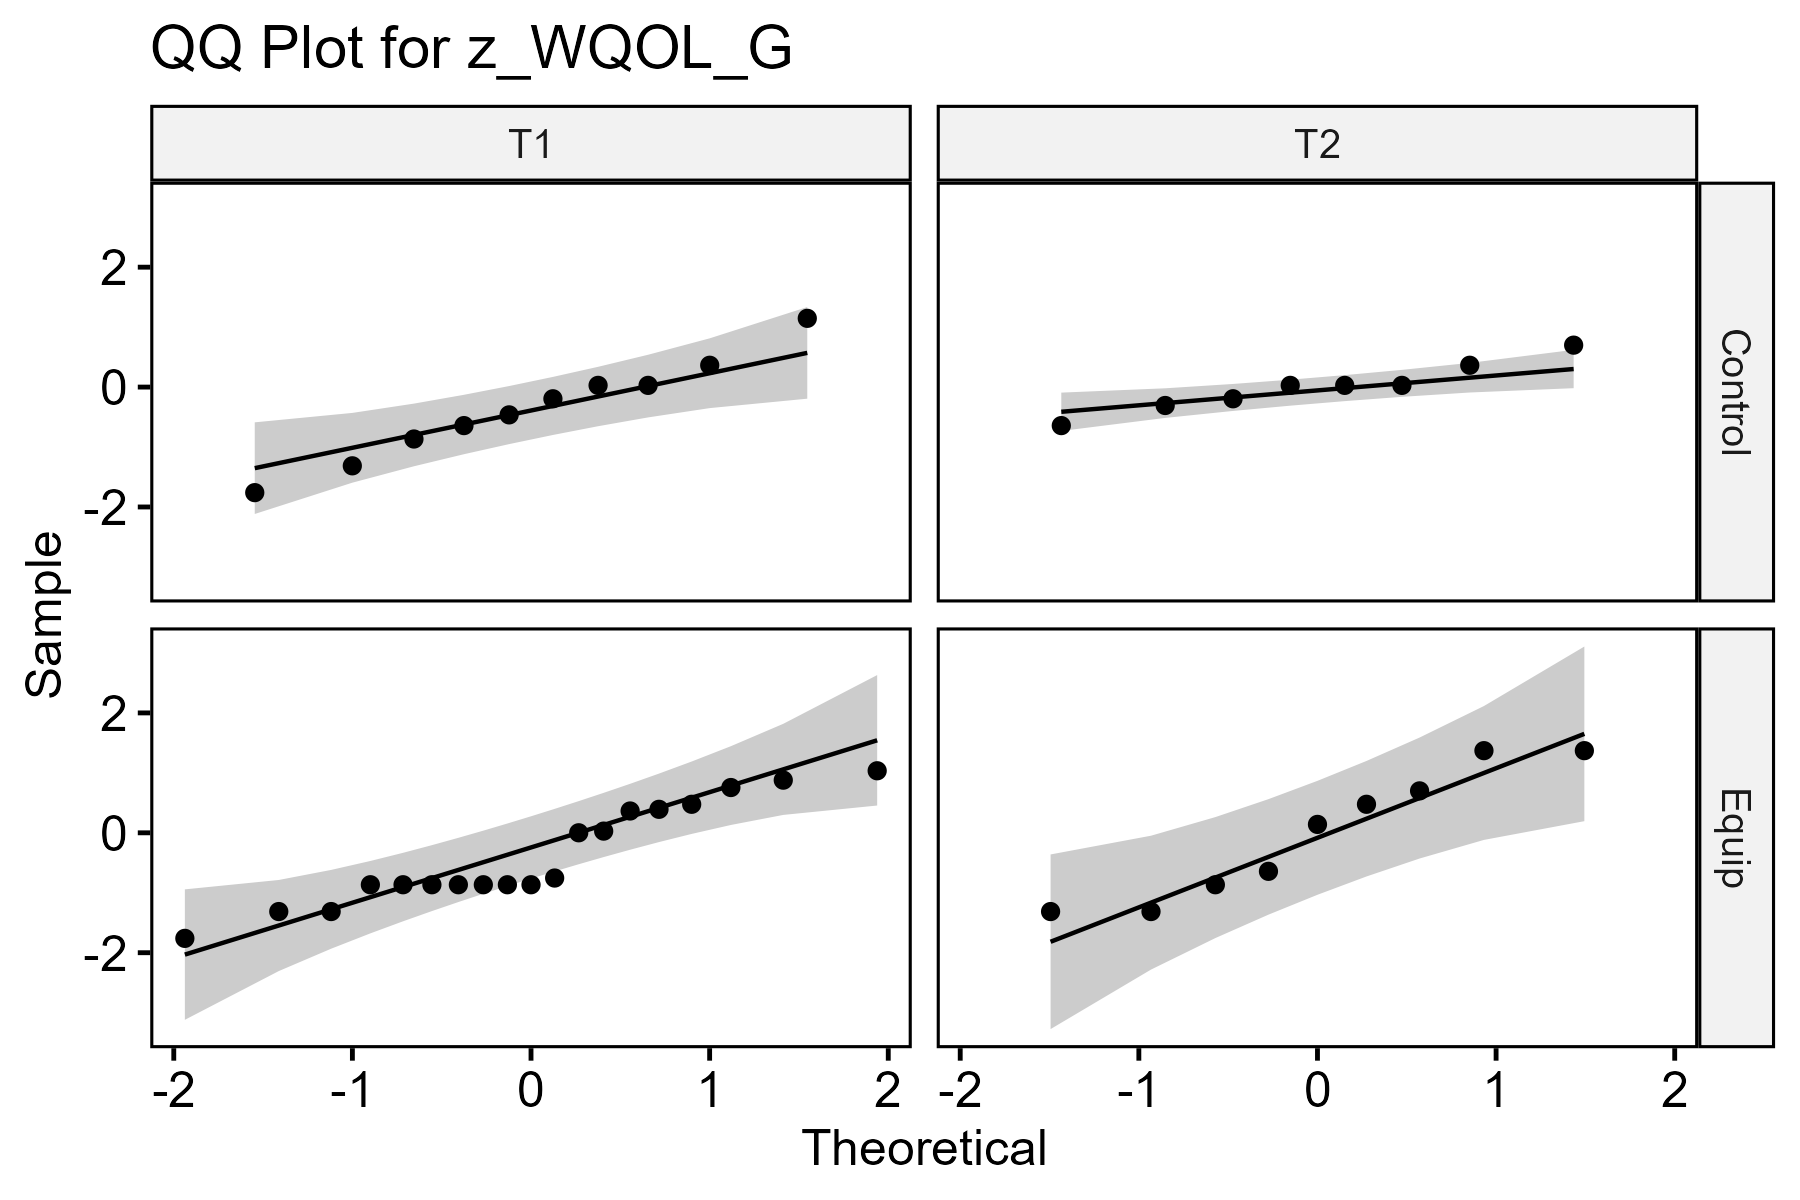 QQ Plot for z_WQOL_G
T1
T2
2
0
-2
Control
Sample
2
0
-2
Equip
-2 -1 0 1 2
-2 -1 0 1 2
Theoretical